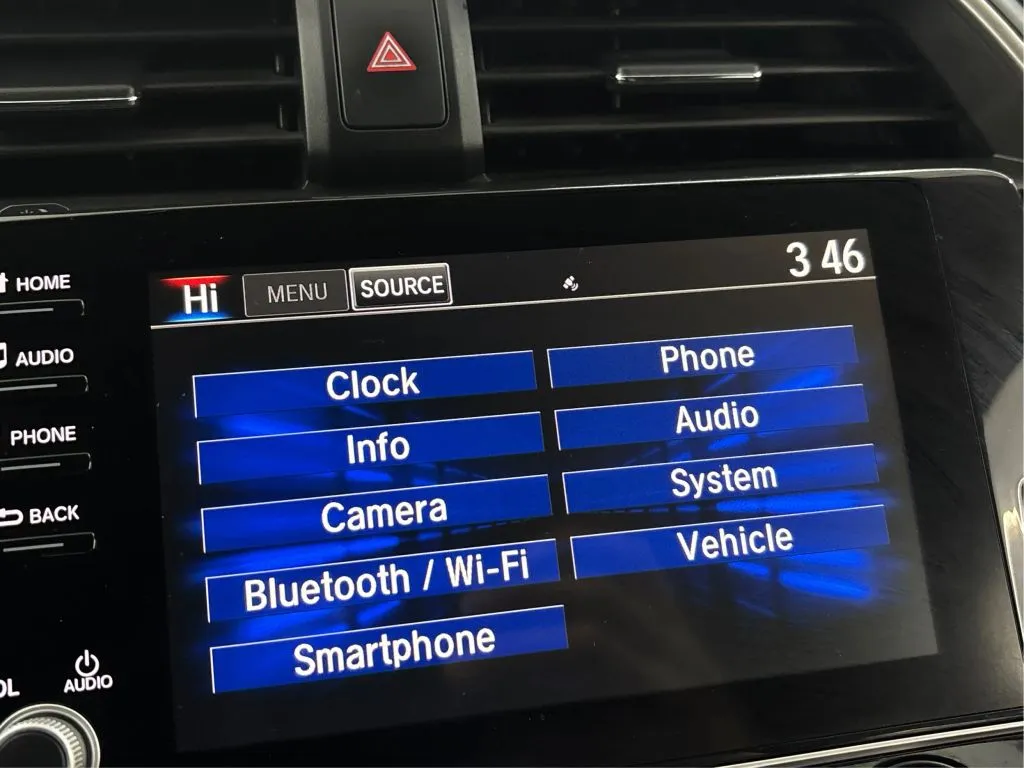 HOME
AUDIO
PHONE
BACK
AUDIO
Hi MENU SOURCE 3 46
Clock Phone
Info Audio
Camera System
Bluetooth / Wi-Fi Vehicle
Smartphone